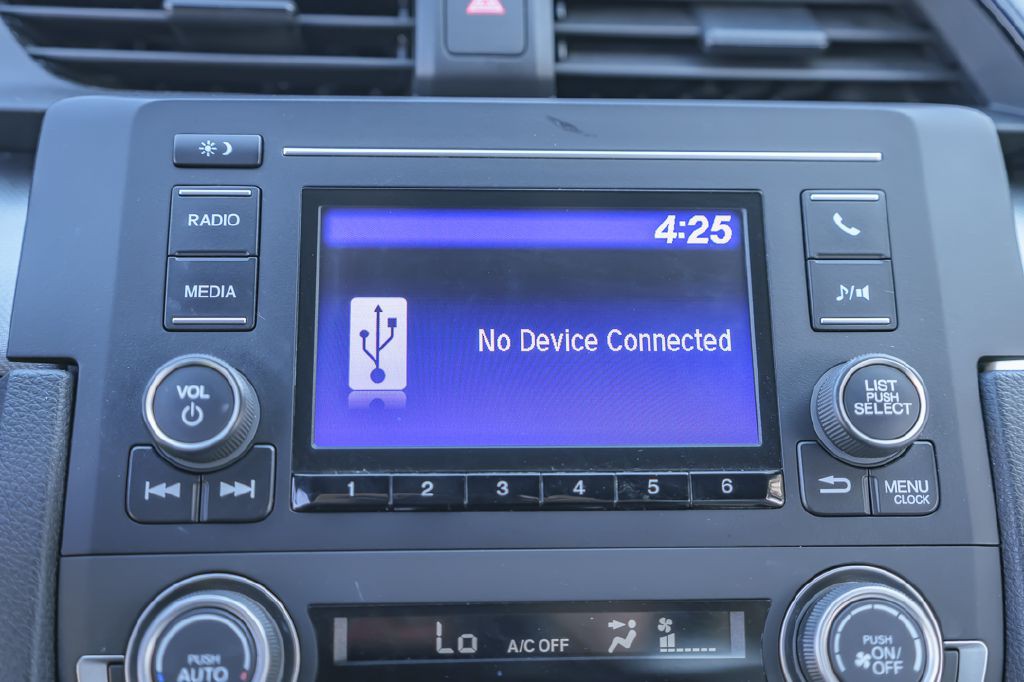 RADIO
4:25
MEDIA
No Device Connected
VOL
LIST
PUSH
SELECT
1 2 3 4 5 6
MENU
CLOCK
Lo A/C OFF
PUSH
AUTO
PUSH
ON/
OFF